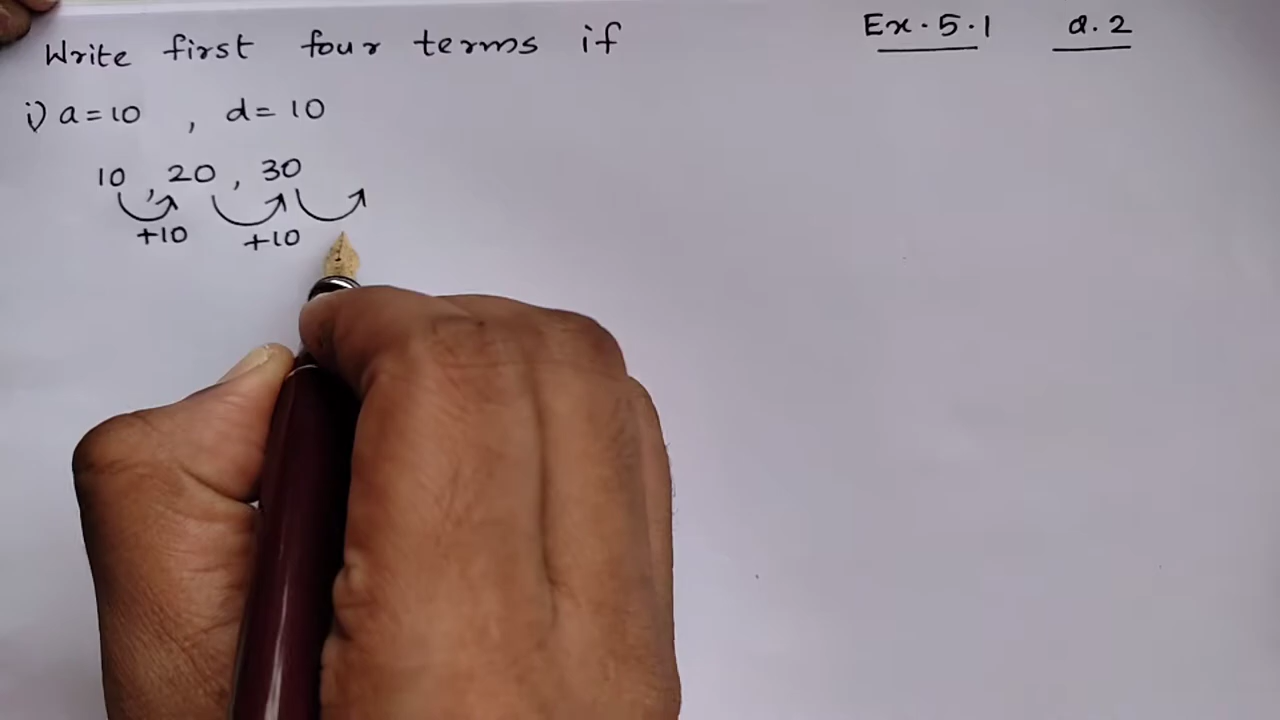 Write first four terms if
Ex. 5.1 Q.2
i) a = 10 , d = 10
10 , 20 , 30
+10 +10